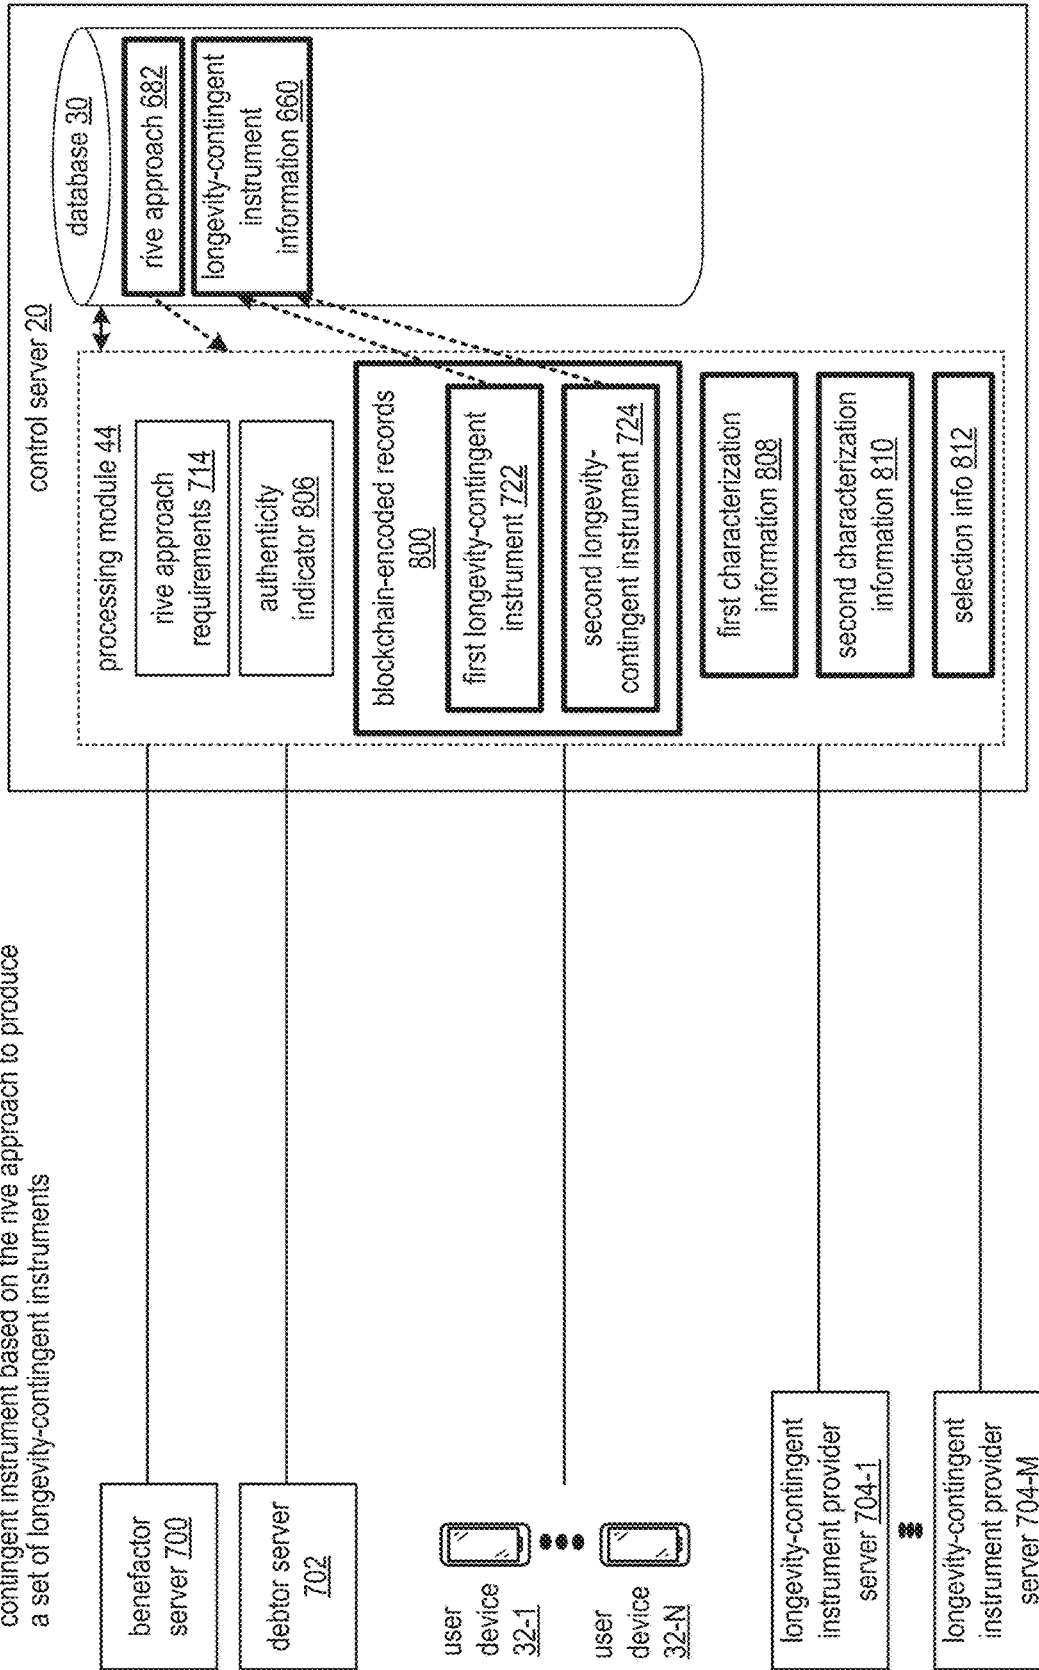 contingent instrument based on the rive approach to produce
a set of longevity-contingent instruments
control server 20
database 30
rive approach 682
longevity-contingent
instrument
information 660
processing module 44
rive approach
requirements 714
authenticity
indicator 806
blockchain-encoded records
800
first longevity-contingent
instrument 722
second longevity-
contingent instrument 724
first characterization
information 808
second characterization
information 810
selection info 812
benefactor
server 700
debtor server
702
user
device
32-1
user
device
32-N
longevity-contingent
instrument provider
server 704-1
longevity-contingent
instrument provider
server 704-M